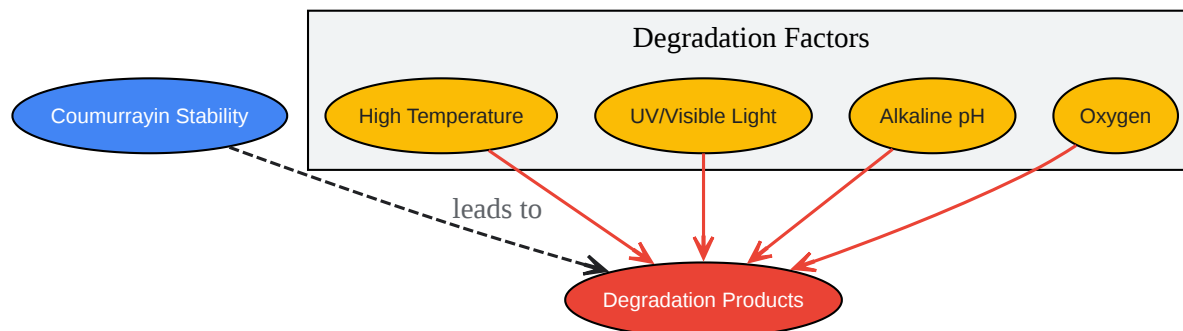 Degradation Factors
Coumurrayin Stability
High Temperature
UV/Visible Light
Alkaline pH
Oxygen
leads to
Degradation Products